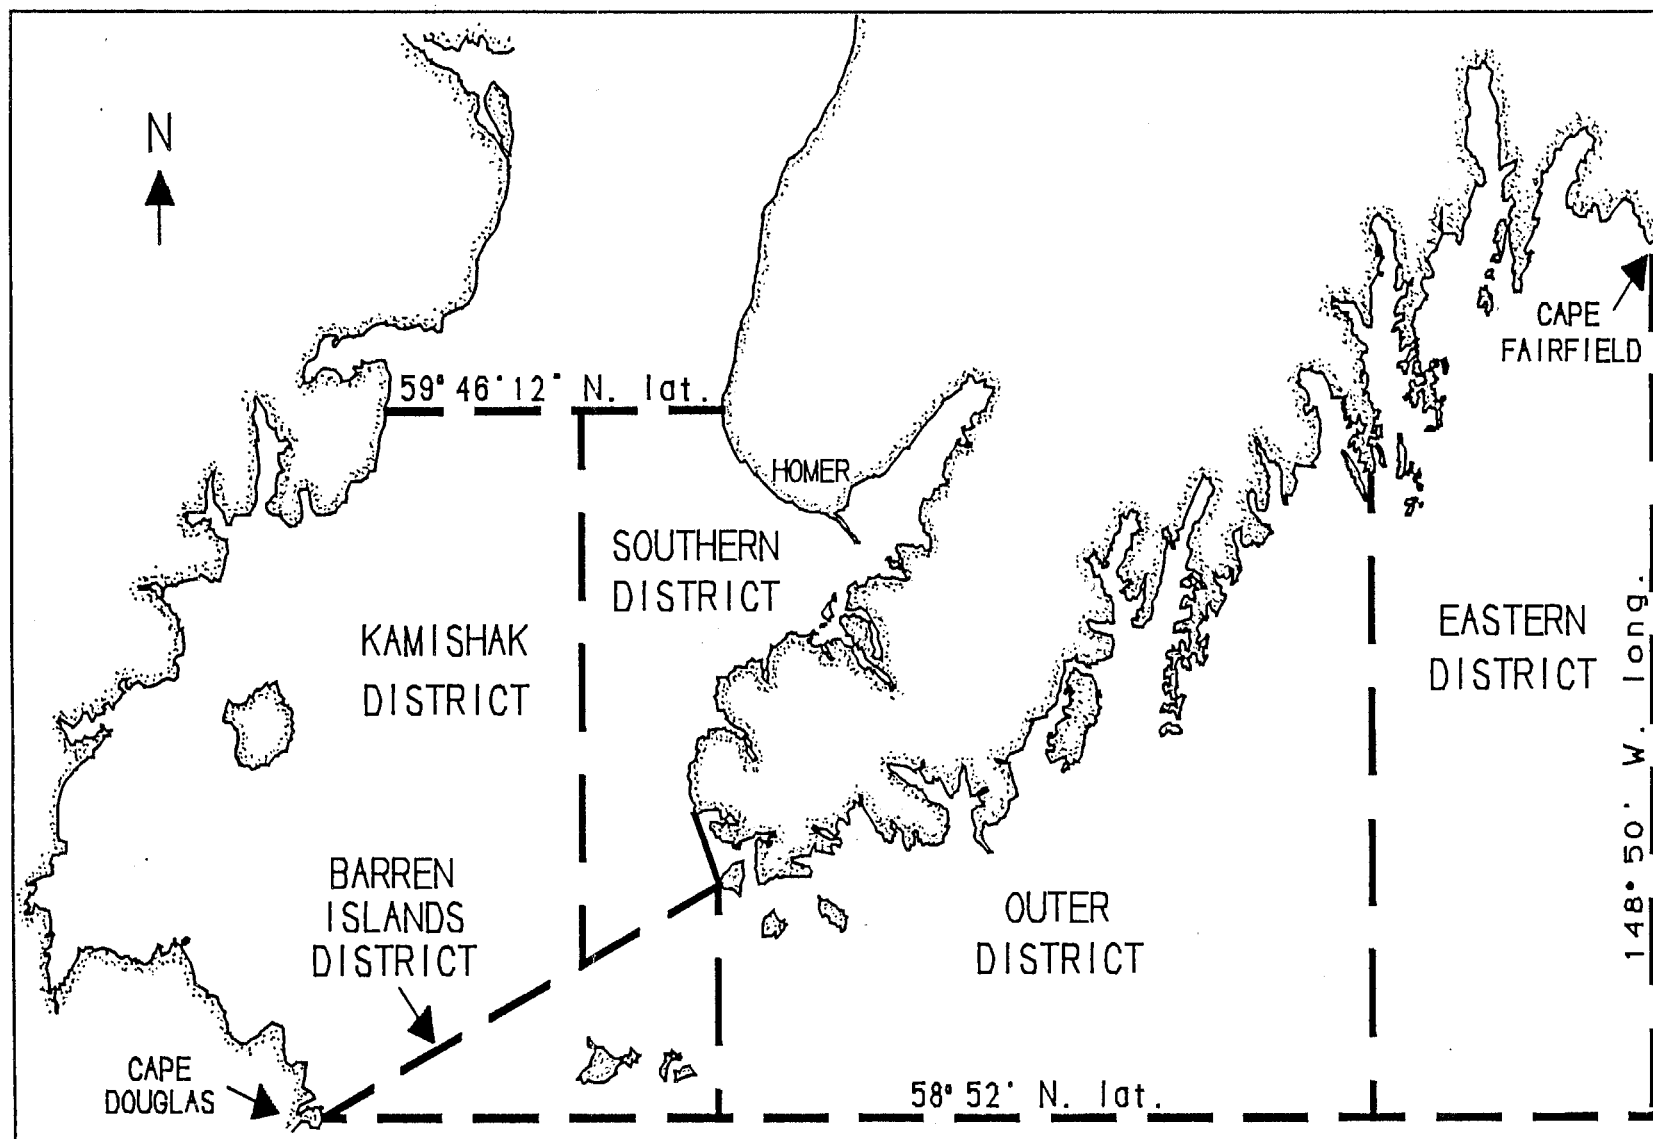 N
CAPE
FAIRFIELD
59° 46' 12" N. lat.
HOMER
SOUTHERN
DISTRICT
KAMISHAK
DISTRICT
EASTERN
DISTRICT
148° 50' W. long.
BARREN
ISLANDS
DISTRICT
OUTER
DISTRICT
CAPE
DOUGLAS
58° 52' N. lat.